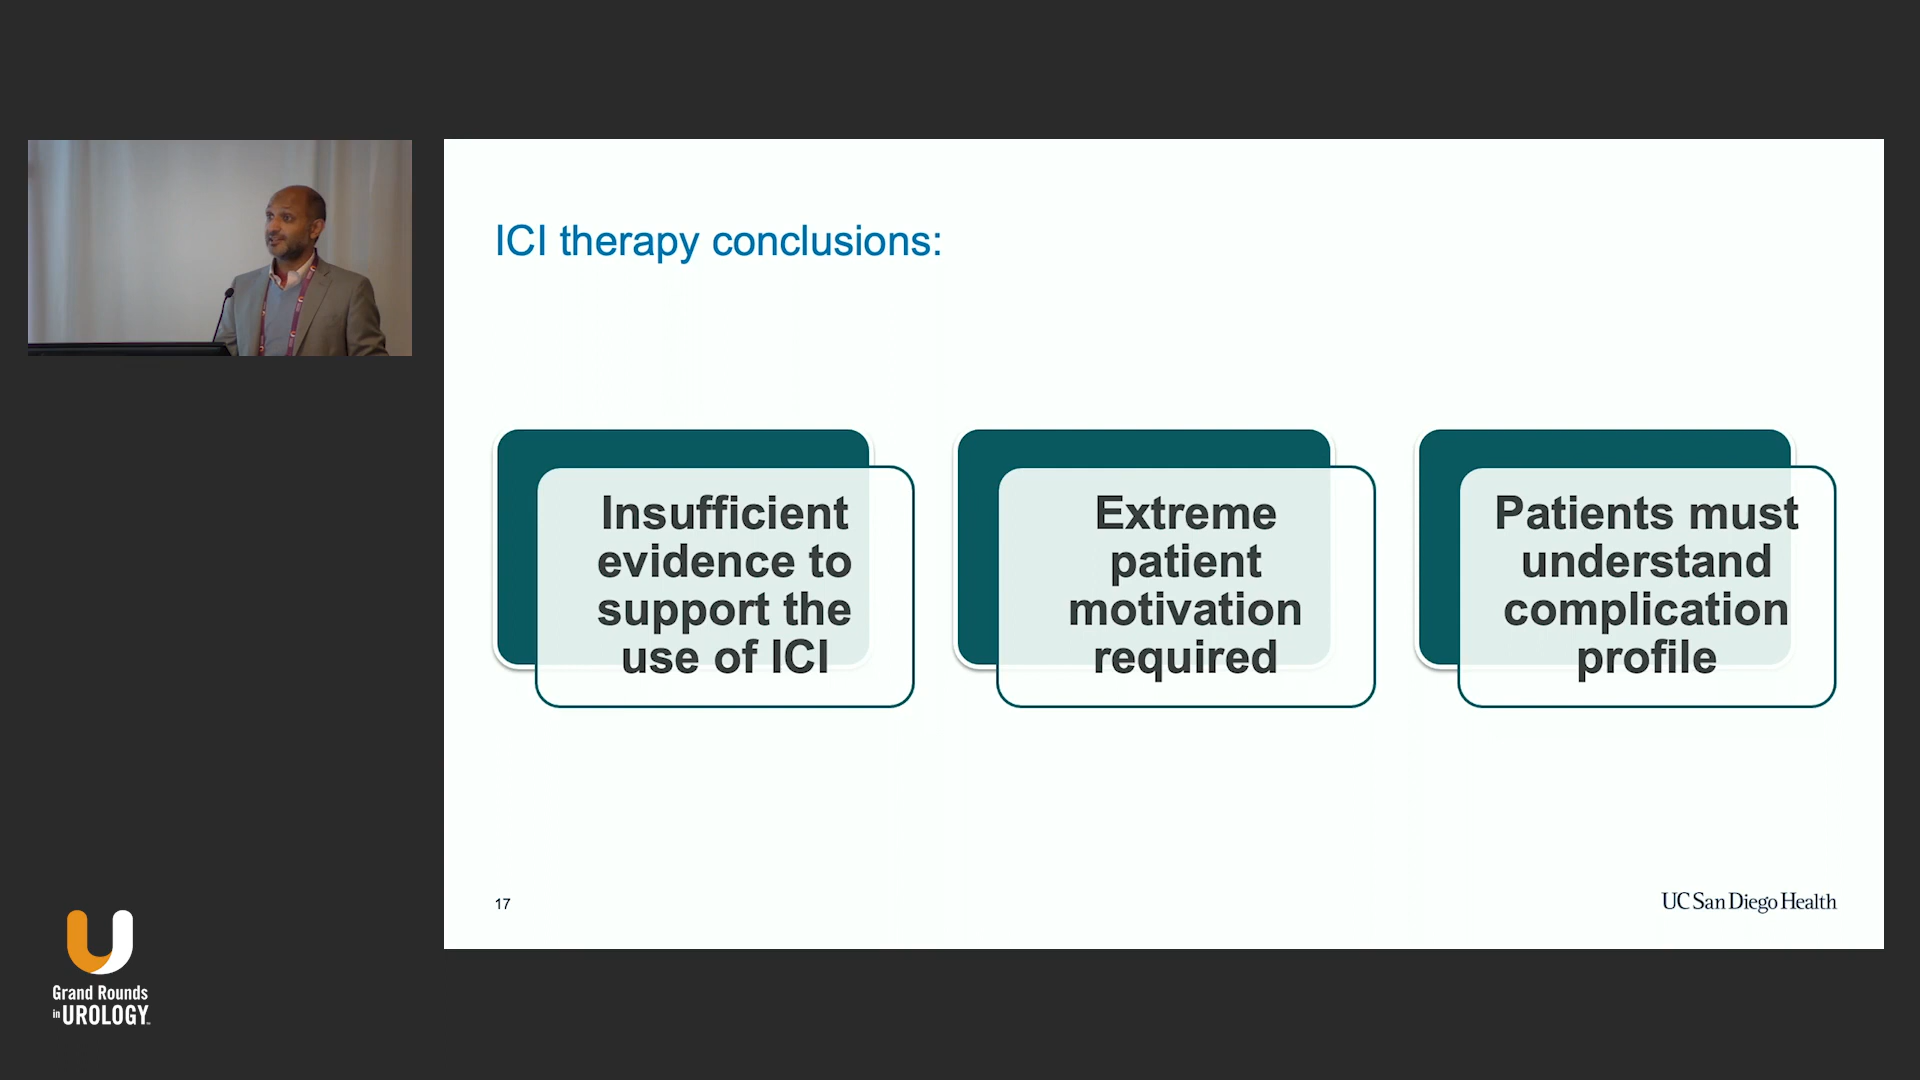 ICI therapy conclusions:
Insufficient
evidence to
support the
use of ICI
Extreme
patient
motivation
required
Patients must
understand
complication
profile
17
UC San Diego Health
Grand Rounds
in UROLOGY